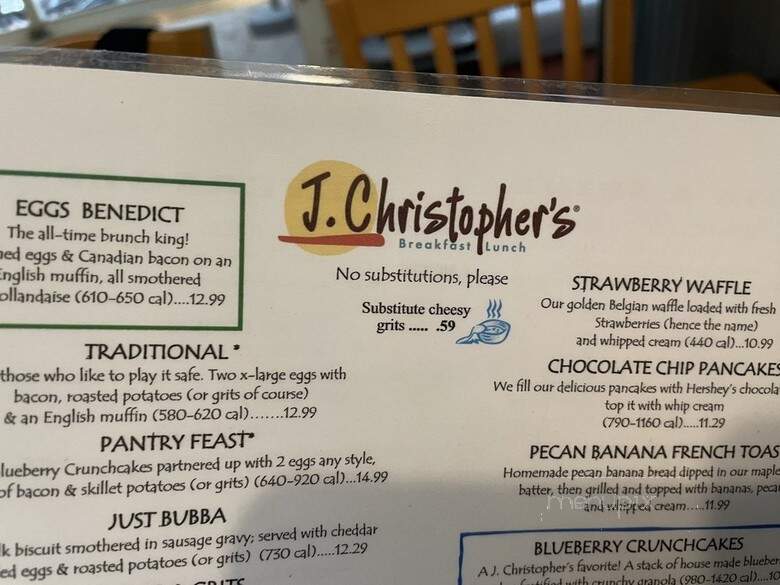 J. Christopher's®
Breakfast Lunch
No substitutions, please
Substitute cheesy
grits ..... .59
EGGS BENEDICT
The all-time brunch king!
eggs & Canadian bacon on an
English muffin, all smothered
(610-650 cal)....12.99
TRADITIONAL *
those who like to play it safe. Two x-large eggs with
bacon, roasted potatoes (or grits of course)
& an English muffin (580-620 cal).......12.99
PANTRY FEAST*
Blueberry Crunchcakes partnered up with 2 eggs any style,
of bacon & skillet potatoes (or grits) (640-920 cal)...14.99
JUST BUBBA
biscuit smothered in sausage gravy; served with cheddar
eggs & roasted potatoes (or grits) (730 cal).....12.29
GRITS
STRAWBERRY WAFFLE
Our golden Belgian waffle loaded with fresh
Strawberries (hence the name)
and whipped cream (440 cal)...10.99
CHOCOLATE CHIP PANCAKES
We fill our delicious pancakes with Hershey's
top it with whip cream
(790-1160 cal).....11.29
PECAN BANANA FRENCH TOAS
Homemade pecan banana bread dipped in our maple
batter, then grilled and topped with bananas,
and whipped cream.....11.99
menupix
BLUEBERRY CRUNCHCAKES
A J. Christopher's favorite! A stack of house made
with crunchy granola (980-1420 cal)...